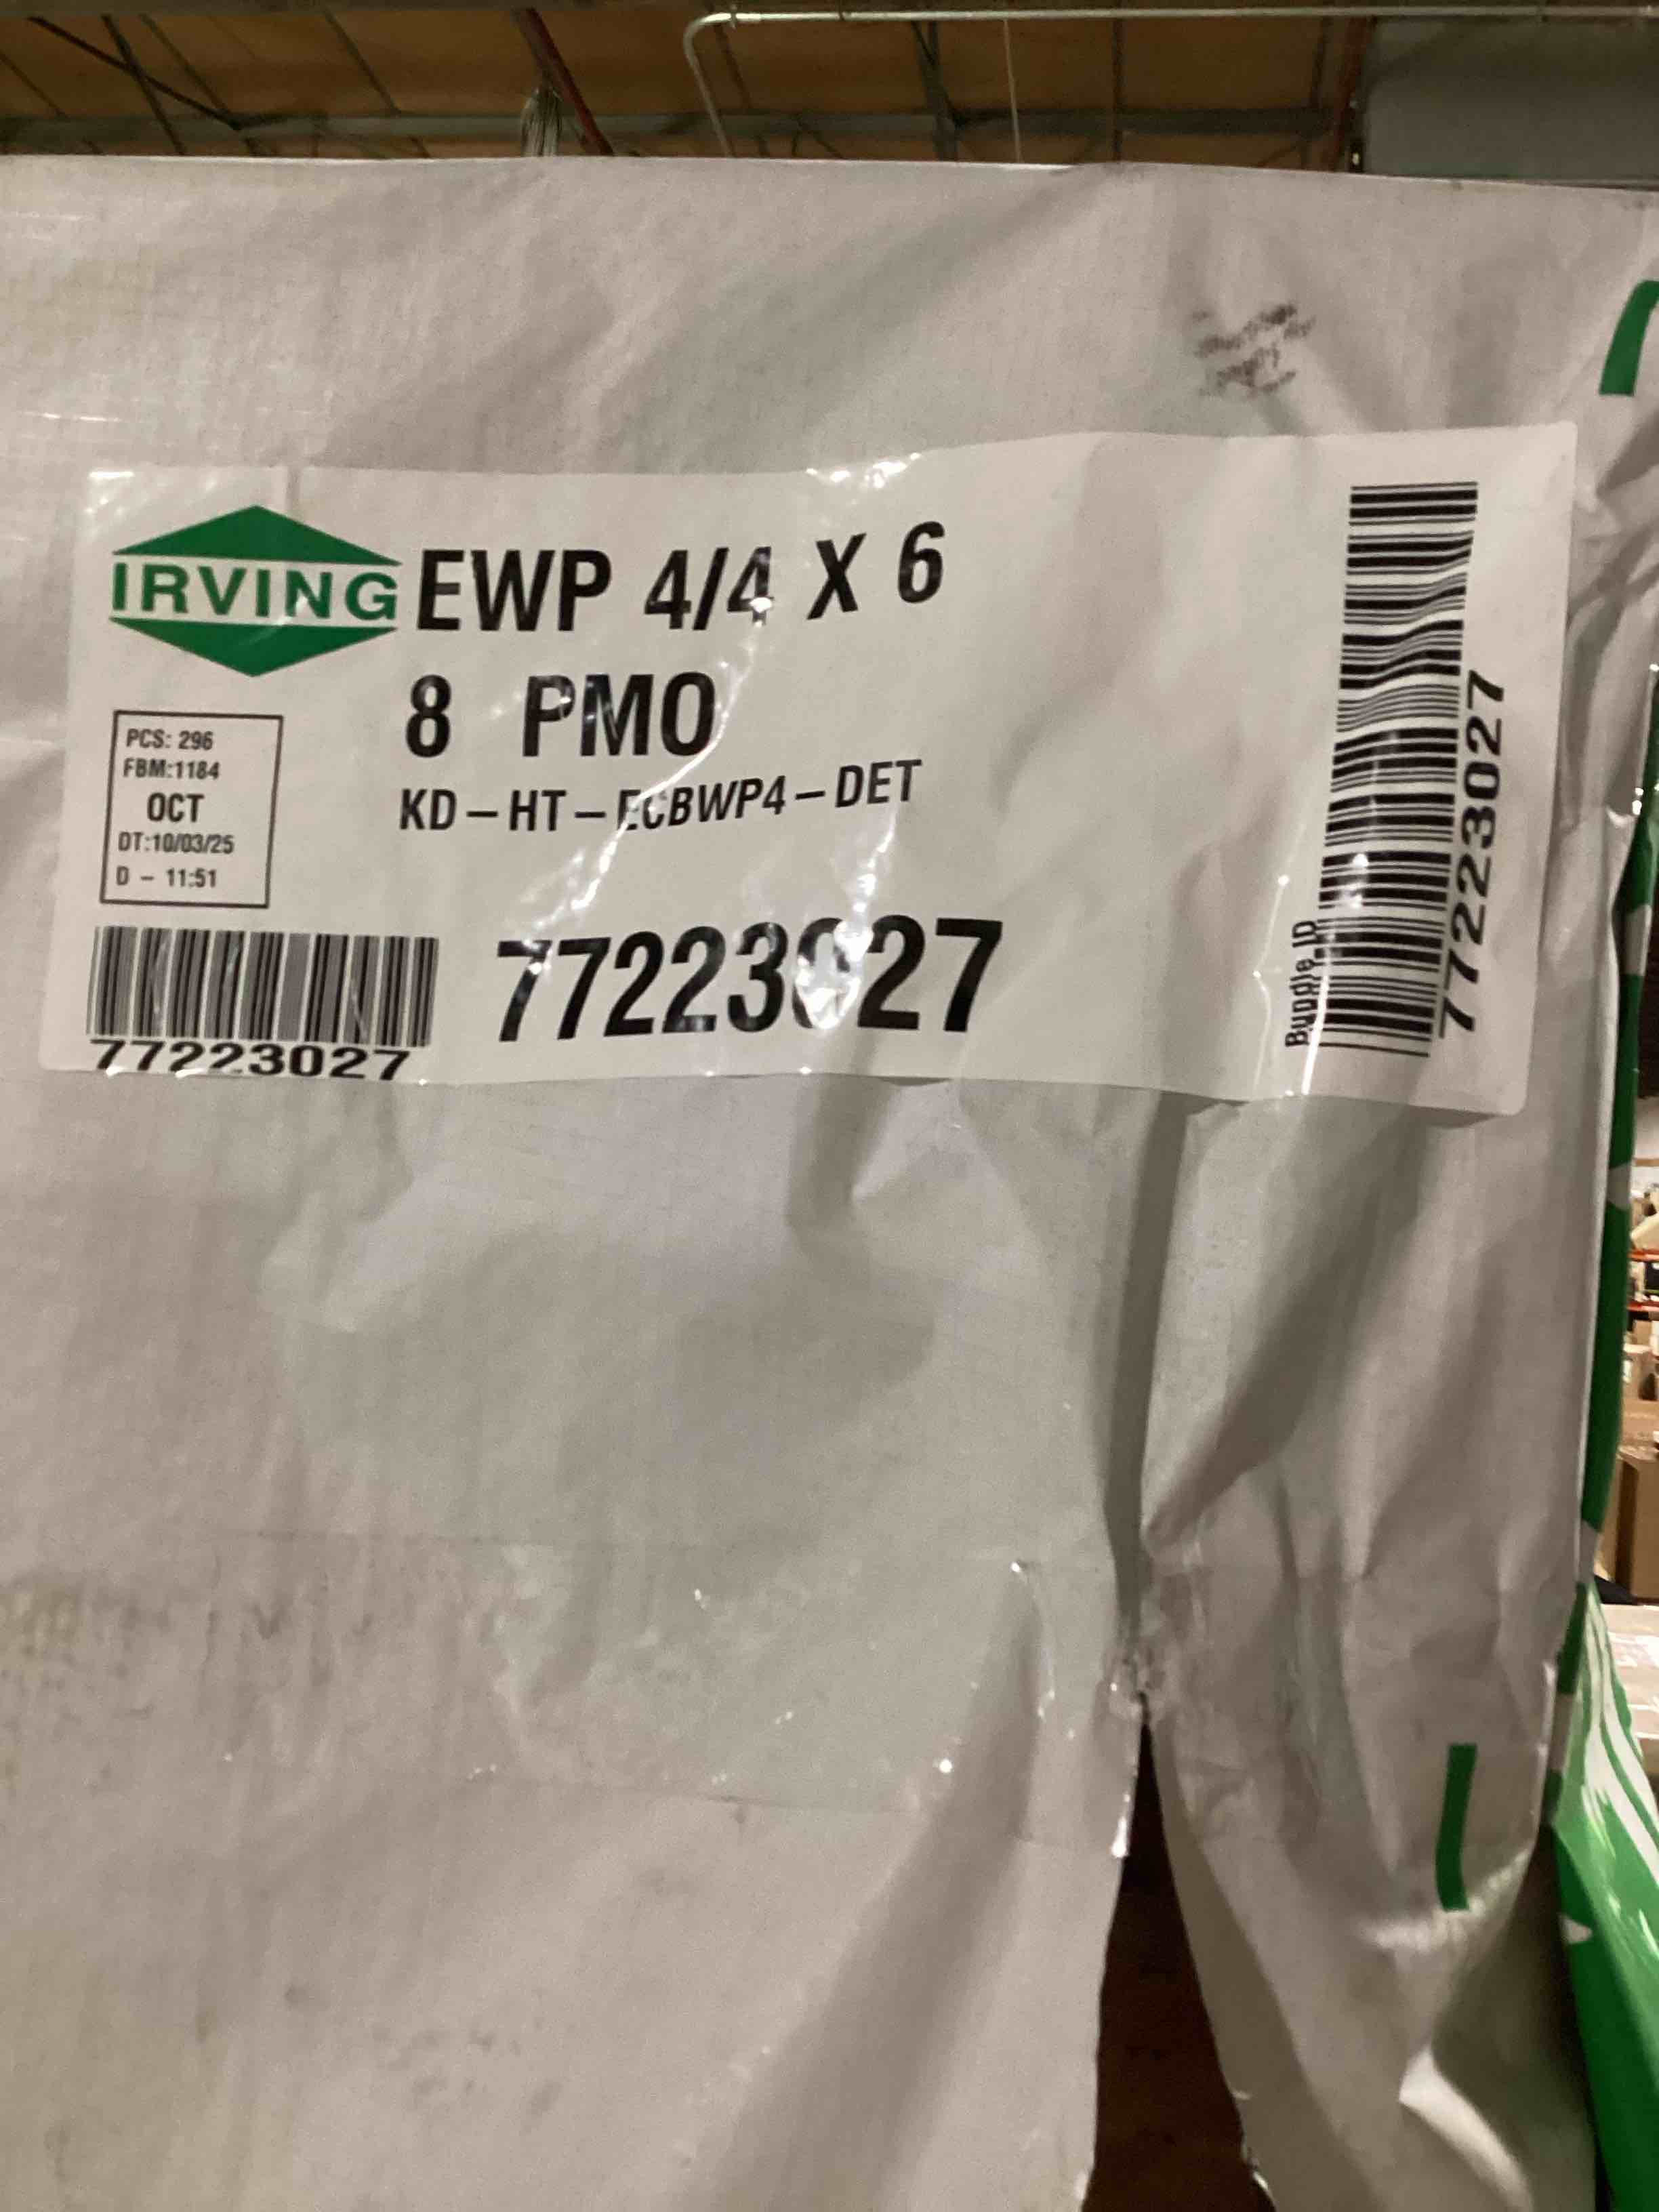 IRVING
EWP 4/4 X 6
8 PMO
KD-HT-ECBWP4-DET
PCS: 296
FBM:1184
OCT
DT:10/03/25
D - 11:51
77223027
77223027
Bundle ID
77223027